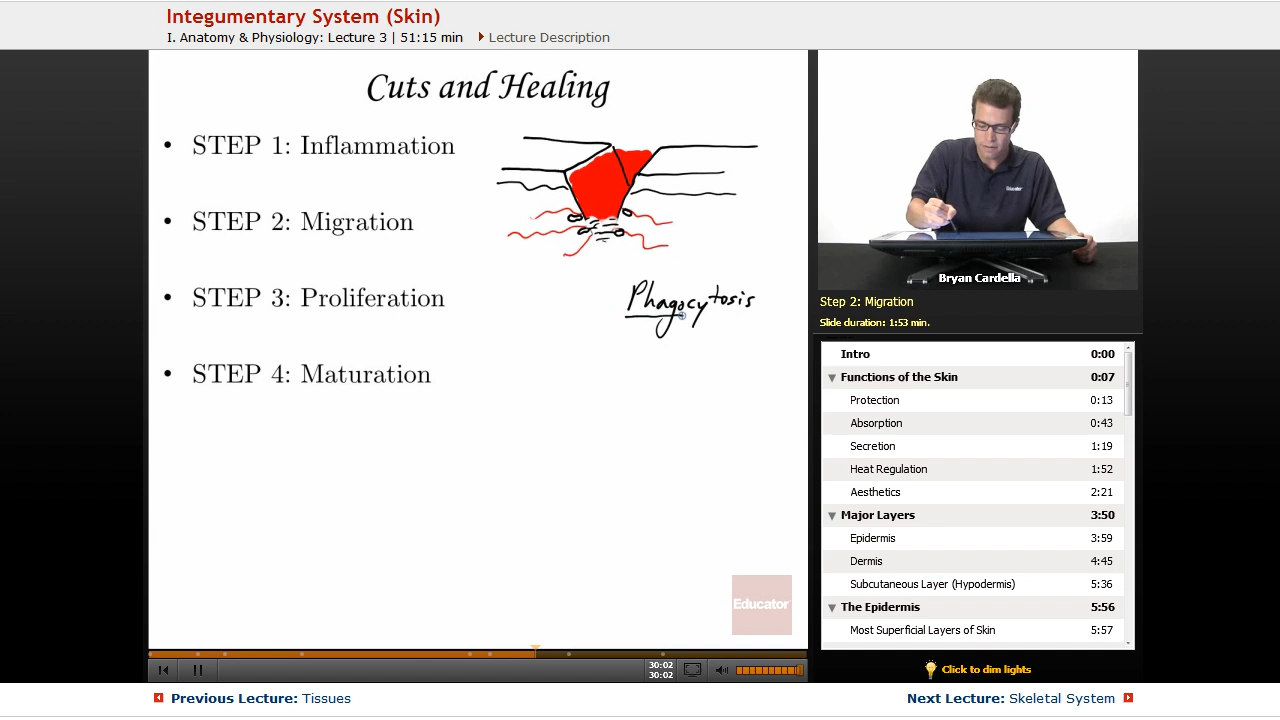 Integumentary System (Skin)
I. Anatomy & Physiology: Lecture 3 | 51:15 min
Lecture Description
Cuts and Healing
• STEP 1: Inflammation
• STEP 2: Migration
• STEP 3: Proliferation
• STEP 4: Maturation
Phagocytosis
Educator
30:02
30:02
Educator
Bryan Cardella
Step 2: Migration
Slide duration: 1:53 min.
Intro 0:00
Functions of the Skin 0:07
Protection 0:13
Absorption 0:43
Secretion 1:19
Heat Regulation 1:52
Aesthetics 2:21
Major Layers 3:50
Epidermis 3:59
Dermis 4:45
Subcutaneous Layer (Hypodermis) 5:36
The Epidermis 5:56
Most Superficial Layers of Skin 5:57
Click to dim lights
Previous Lecture: Tissues
Next Lecture: Skeletal System